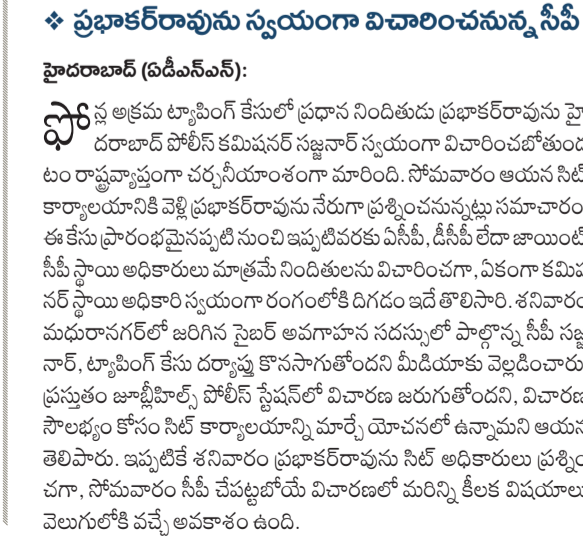 ❖ ప్రభాకర్‌రావును స్వయంగా విచారించనున్న సీపీ
హైదరాబాద్ (ఏడీఎన్ఎన్):
ఫోన్ల అక్రమ ట్యాపింగ్ కేసులో ప్రధాన నిందితుడు ప్రభాకర్‌రావును హై
దరాబాద్ పోలీస్ కమిషనర్ సజ్జనార్ స్వయంగా విచారించబోతుండ
టం రాష్ట్రవ్యాప్తంగా చర్చనీయాంశంగా మారింది. సోమవారం ఆయన సిట్
కార్యాలయానికి వెళ్లి ప్రభాకర్‌రావును నేరుగా ప్రశ్నించనున్నట్లు సమాచారం
ఈ కేసు ప్రారంభమైనప్పటి నుంచి ఇప్పటివరకు ఏసీపీ, డీసీపీ లేదా జాయింట్
సీపీ స్థాయి అధికారులు మాత్రమే నిందితులను విచారించగా, ఏకంగా కమిష
నర్ స్థాయి అధికారి స్వయంగా రంగంలోకి దిగడం ఇదే తొలిసారి. శనివారం
మధురానగర్‌లో జరిగిన సైబర్ అవగాహన సదస్సులో పాల్గొన్న సీపీ సజ్జ
నార్, ట్యాపింగ్ కేసు దర్యాప్తు కొనసాగుతోందని మీడియాకు వెల్లడించారు
ప్రస్తుతం జూబ్లీహిల్స్ పోలీస్ స్టేషన్‌లో విచారణ జరుగుతోందని, విచారణ
సౌలభ్యం కోసం సిట్ కార్యాలయాన్ని మార్చే యోచనలో ఉన్నామని ఆయన
తెలిపారు. ఇప్పటికే శనివారం ప్రభాకర్‌రావును సిట్ అధికారులు ప్రశ్నిం
చగా, సోమవారం సీపీ చేపట్టబోయే విచారణలో మరిన్ని కీలక విషయాలు
వెలుగులోకి వచ్చే అవకాశం ఉంది.